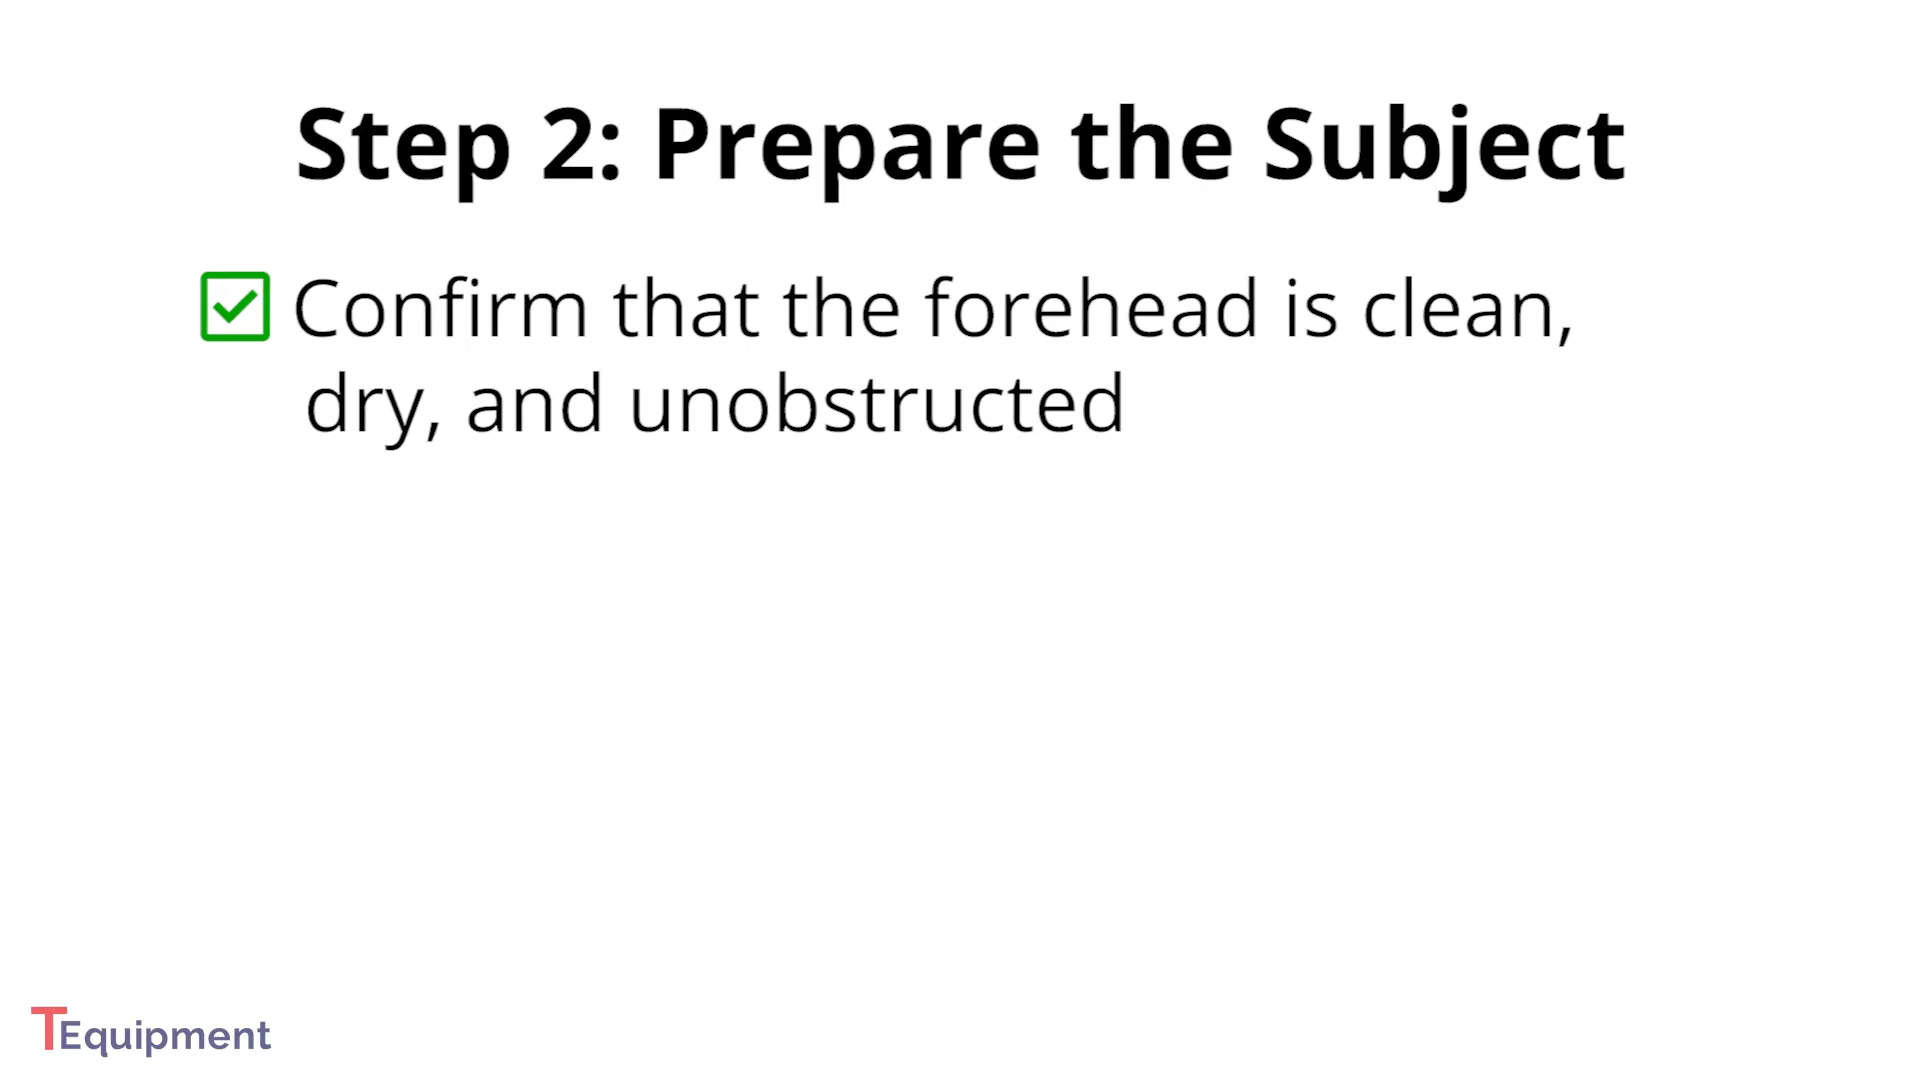 Step 2: Prepare the Subject
Confirm that the forehead is clean,
dry, and unobstructed
TEquipment